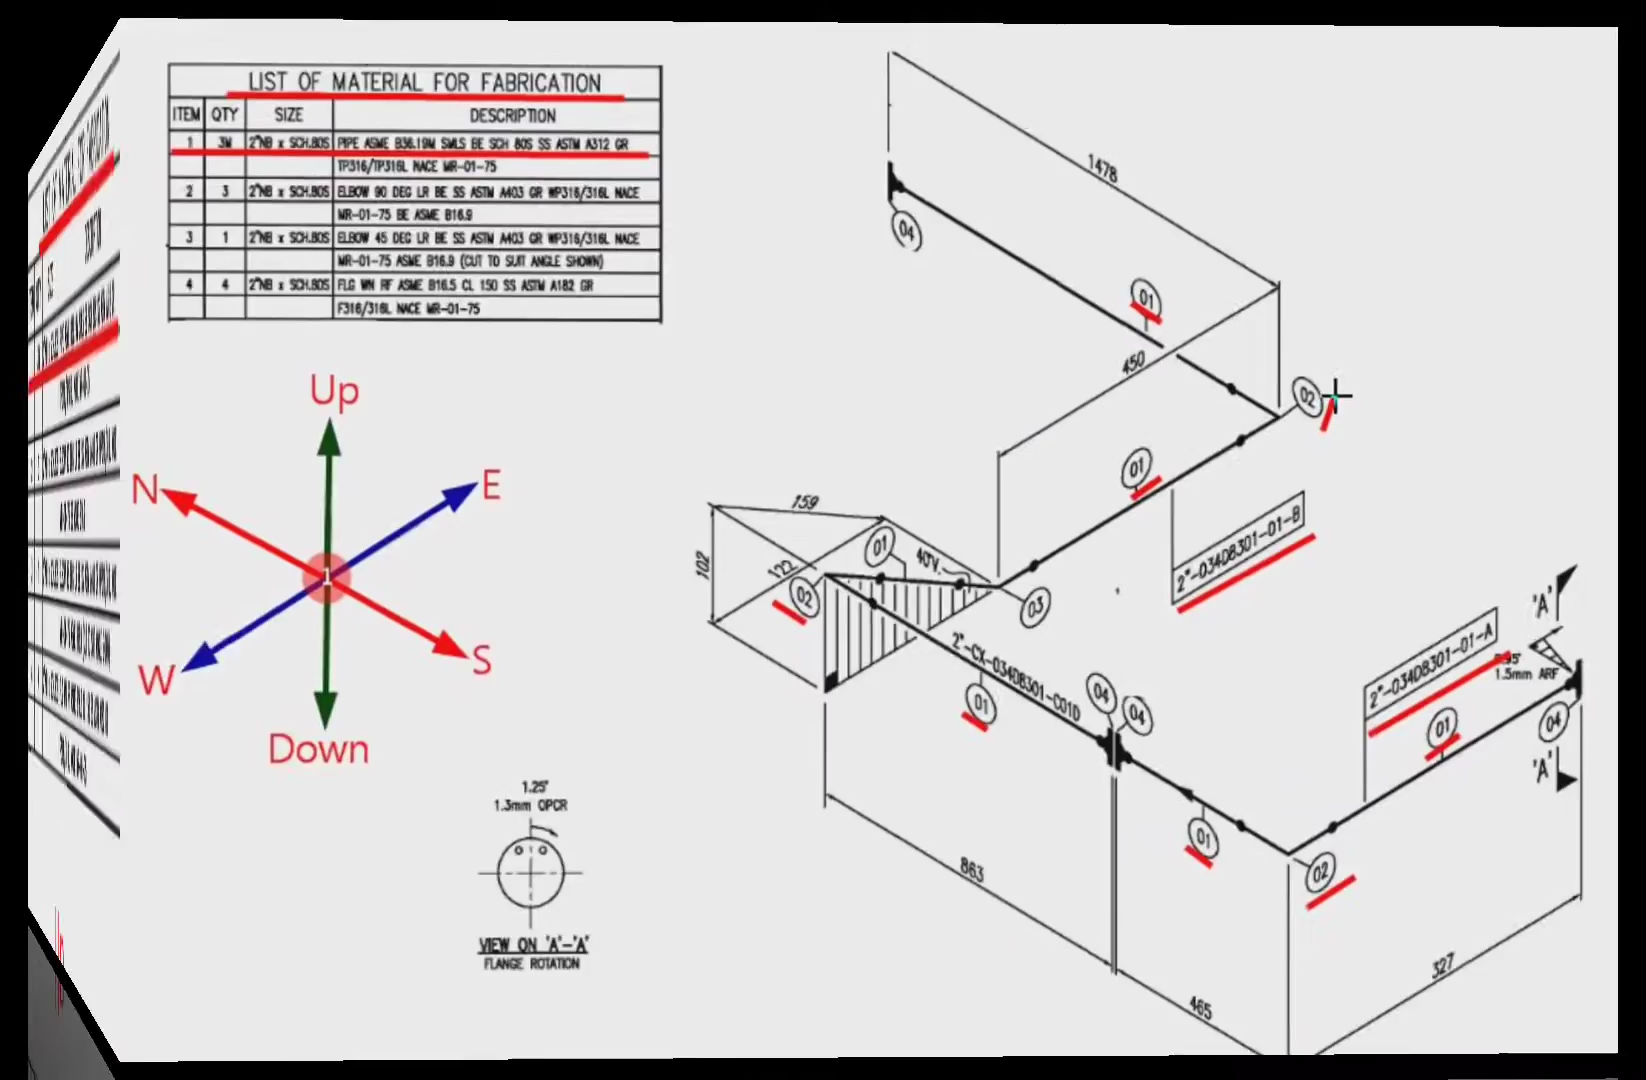 LIST OF MATERIAL FOR FABRICATION
ITEM QTY SIZE DESCRIPTION
1 3M 2"NB x SCH.80S PIPE ASME B36.19M SMLS BE SCH 80S SS ASTM A312 GR
TP316/TP316L NACE MR-01-75
2 3 2"NB x SCH.80S ELBOW 90 DEG LR BE SS ASTM A403 GR WP316/316L NACE
MR-01-75 BE ASME B16.9
3 1 2"NB x SCH.80S ELBOW 45 DEG LR BE SS ASTM A403 GR WP316/316L NACE
MR-01-75 ASME B16.9 (CUT TO SUIT ANGLE SHOWN)
4 4 2"NB x SCH.80S FLG WN RF ASME B16.5 CL 150 SS ASTM A182 GR
F316/316L NACE MR-01-75
Up
N
E
1
W
S
Down
1.25°
1.3mm OPCR
VIEW ON 'A'-'A'
FLANGE ROTATION
1478
04
01
450
02
01
2"-034DB301-01-B
159
01
40°V.
102
122
02
03
2"-CX-034DB301-C01D
01
04
04
'A'
2"-034DB301-01-A
1.5mm ARF
01
04
'A'
01
02
863
465
327